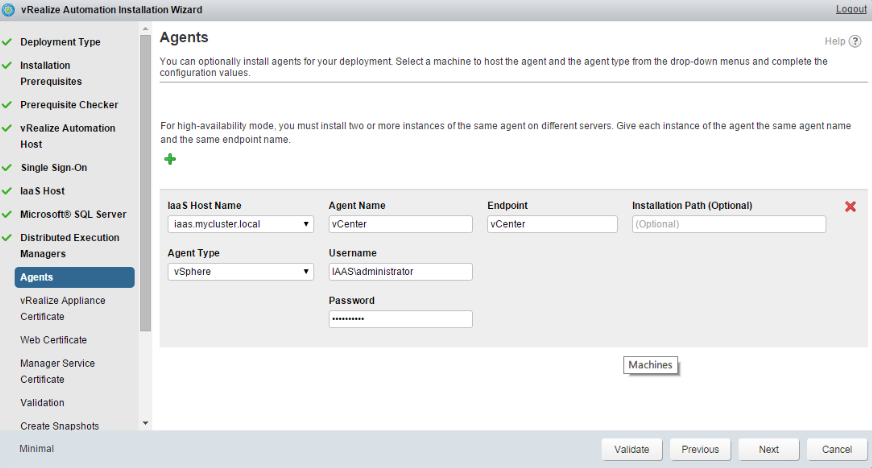 vRealize Automation Installation Wizard
Logout
Deployment Type
Installation
Prerequisites
Prerequisite Checker
vRealize Automation
Host
Single Sign-On
IaaS Host
Microsoft® SQL Server
Distributed Execution
Managers
Agents
vRealize Appliance
Certificate
Web Certificate
Manager Service
Certificate
Validation
Create Snapshots
Agents
Help ?
You can optionally install agents for your deployment. Select a machine to host the agent and the agent type from the drop-down menus and complete the
configuration values.
For high-availability mode, you must install two or more instances of the same agent on different servers. Give each instance of the agent the same agent name
and the same endpoint name.
IaaS Host Name
Agent Name
Endpoint
Installation Path (Optional)
iaas.mycluster.local
vCenter
vCenter
(Optional)
Agent Type
Username
vSphere
IAAS\administrator
Password
••••••••••
Machines
Minimal
Validate
Previous
Next
Cancel